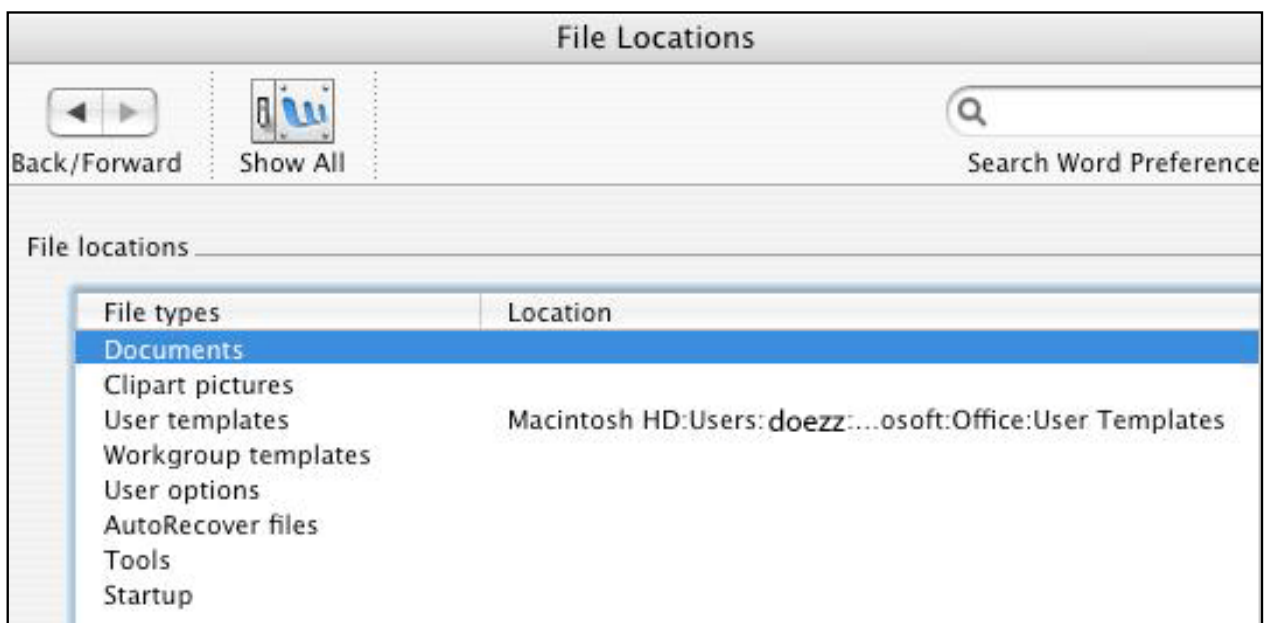 File Locations
Back/Forward
Show All
Search Word Preference
File locations
File types Location
Documents
Clipart pictures
User templates Macintosh HD:Users:doezz:...osoft:Office:User Templates
Workgroup templates
User options
AutoRecover files
Tools
Startup